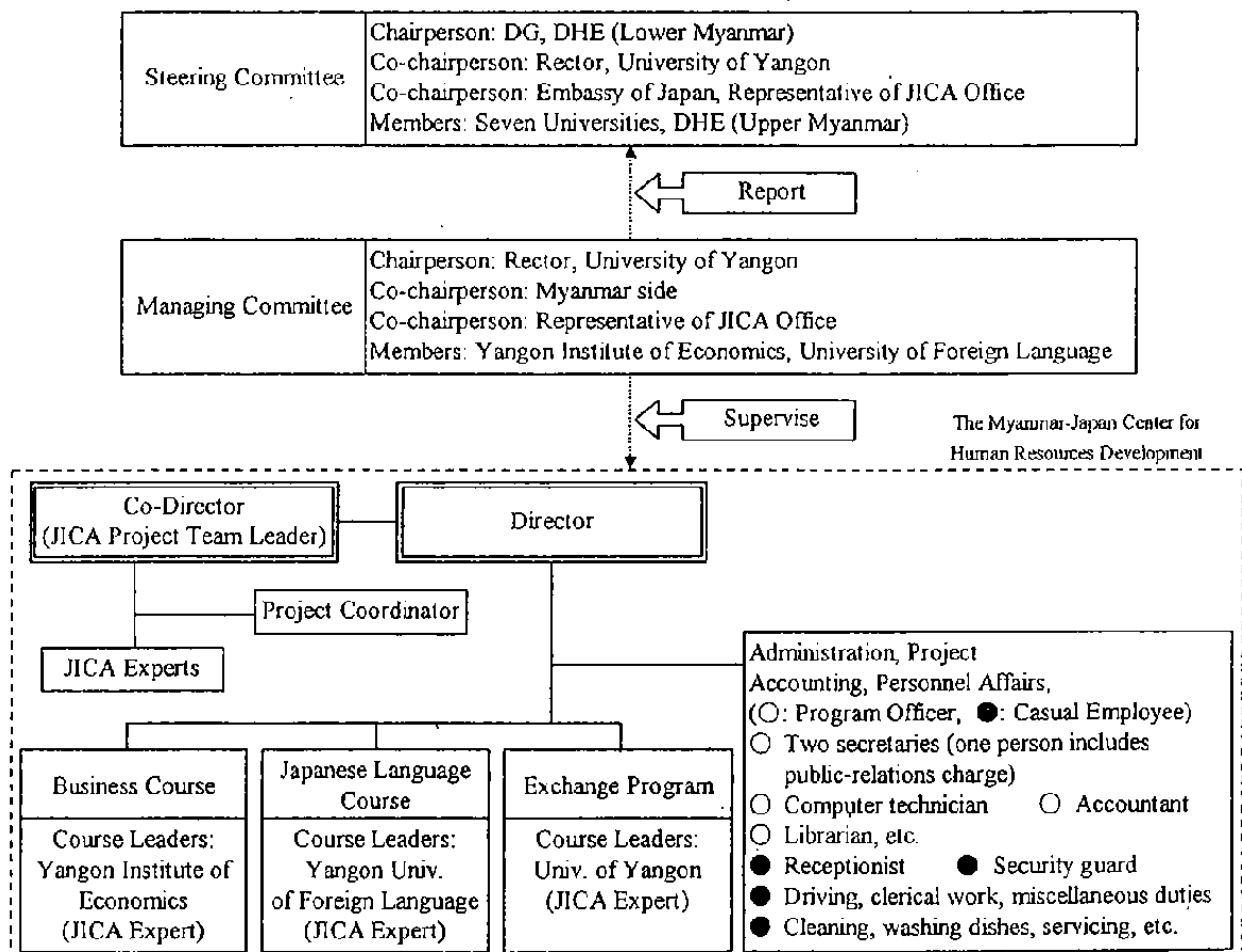 Steering Committee
Chairperson: DG, DHE (Lower Myanmar)
Co-chairperson: Rector, University of Yangon
Co-chairperson: Embassy of Japan, Representative of JICA Office
Members: Seven Universities, DHE (Upper Myanmar)
Report
Managing Committee
Chairperson: Rector, University of Yangon
Co-chairperson: Myanmar side
Co-chairperson: Representative of JICA Office
Members: Yangon Institute of Economics, University of Foreign Language
Supervise
The Myanmar-Japan Center for
Human Resources Development
Co-Director
(JICA Project Team Leader)
Director
Project Coordinator
JICA Experts
Administration, Project
Accounting, Personnel Affairs,
(○: Program Officer, ●: Casual Employee)
○ Two secretaries (one person includes
public-relations charge)
○ Computer technician ○ Accountant
○ Librarian, etc.
● Receptionist ● Security guard
● Driving, clerical work, miscellaneous duties
● Cleaning, washing dishes, servicing, etc.
Business Course
Course Leaders:
Yangon Institute of
Economics
(JICA Expert)
Japanese Language
Course
Course Leaders:
Yangon Univ.
of Foreign Language
(JICA Expert)
Exchange Program
Course Leaders:
Univ. of Yangon
(JICA Expert)